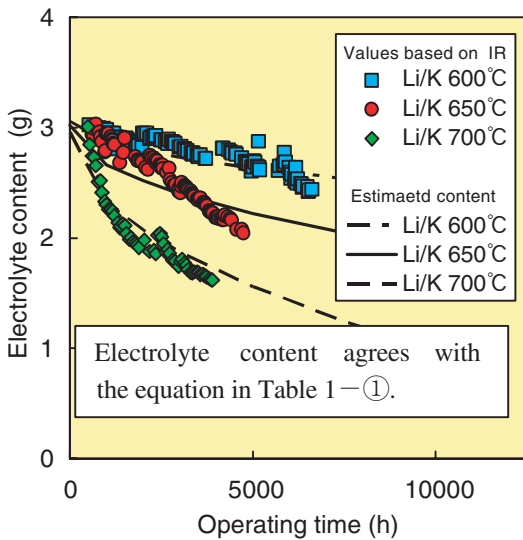 4
3
2
1
0
Electrolyte content (g)
Values based on IR
Li/K 600℃
Li/K 650℃
Li/K 700℃
Estimaetd content
Li/K 600℃
Li/K 650℃
Li/K 700℃
Electrolyte content agrees with
the equation in Table 1−①.
0 5000 10000
Operating time (h)